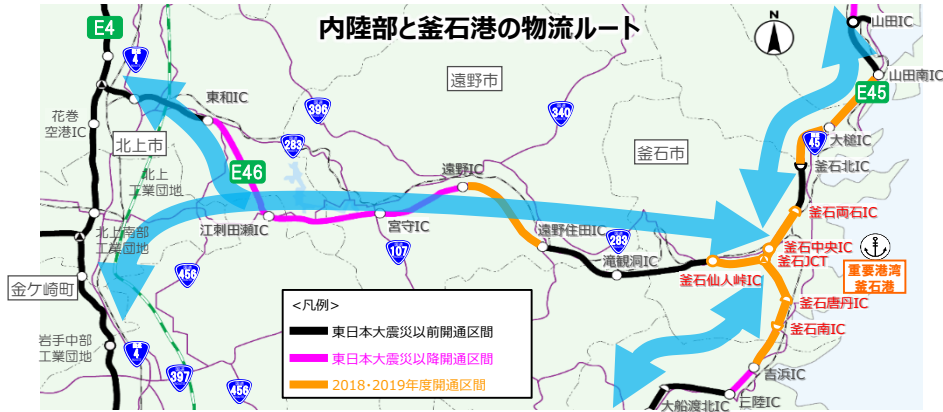 内陸部と釜石港の物流ルート
N
E4
4
山田IC
山田南IC
E45
東和IC
遠野市
花巻
空港IC
396
340
大槌IC
45
北上市
283
釜石市
釜石北IC
北上
工業団地
E46
遠野IC
釜石両石IC
江刺田瀬IC
宮守IC
遠野住田IC
283
釜石中央IC
釜石JCT
北上南部
工業団地
107
滝観洞IC
釜石仙人峠IC
重要港湾
釜石港
456
金ケ崎町
<凡例>
東日本大震災以前開通区間
東日本大震災以降開通区間
2018・2019年度開通区間
釜石唐丹IC
釜石南IC
岩手中部
工業団地
4
397
456
吉浜IC
大船渡北IC
三陸IC